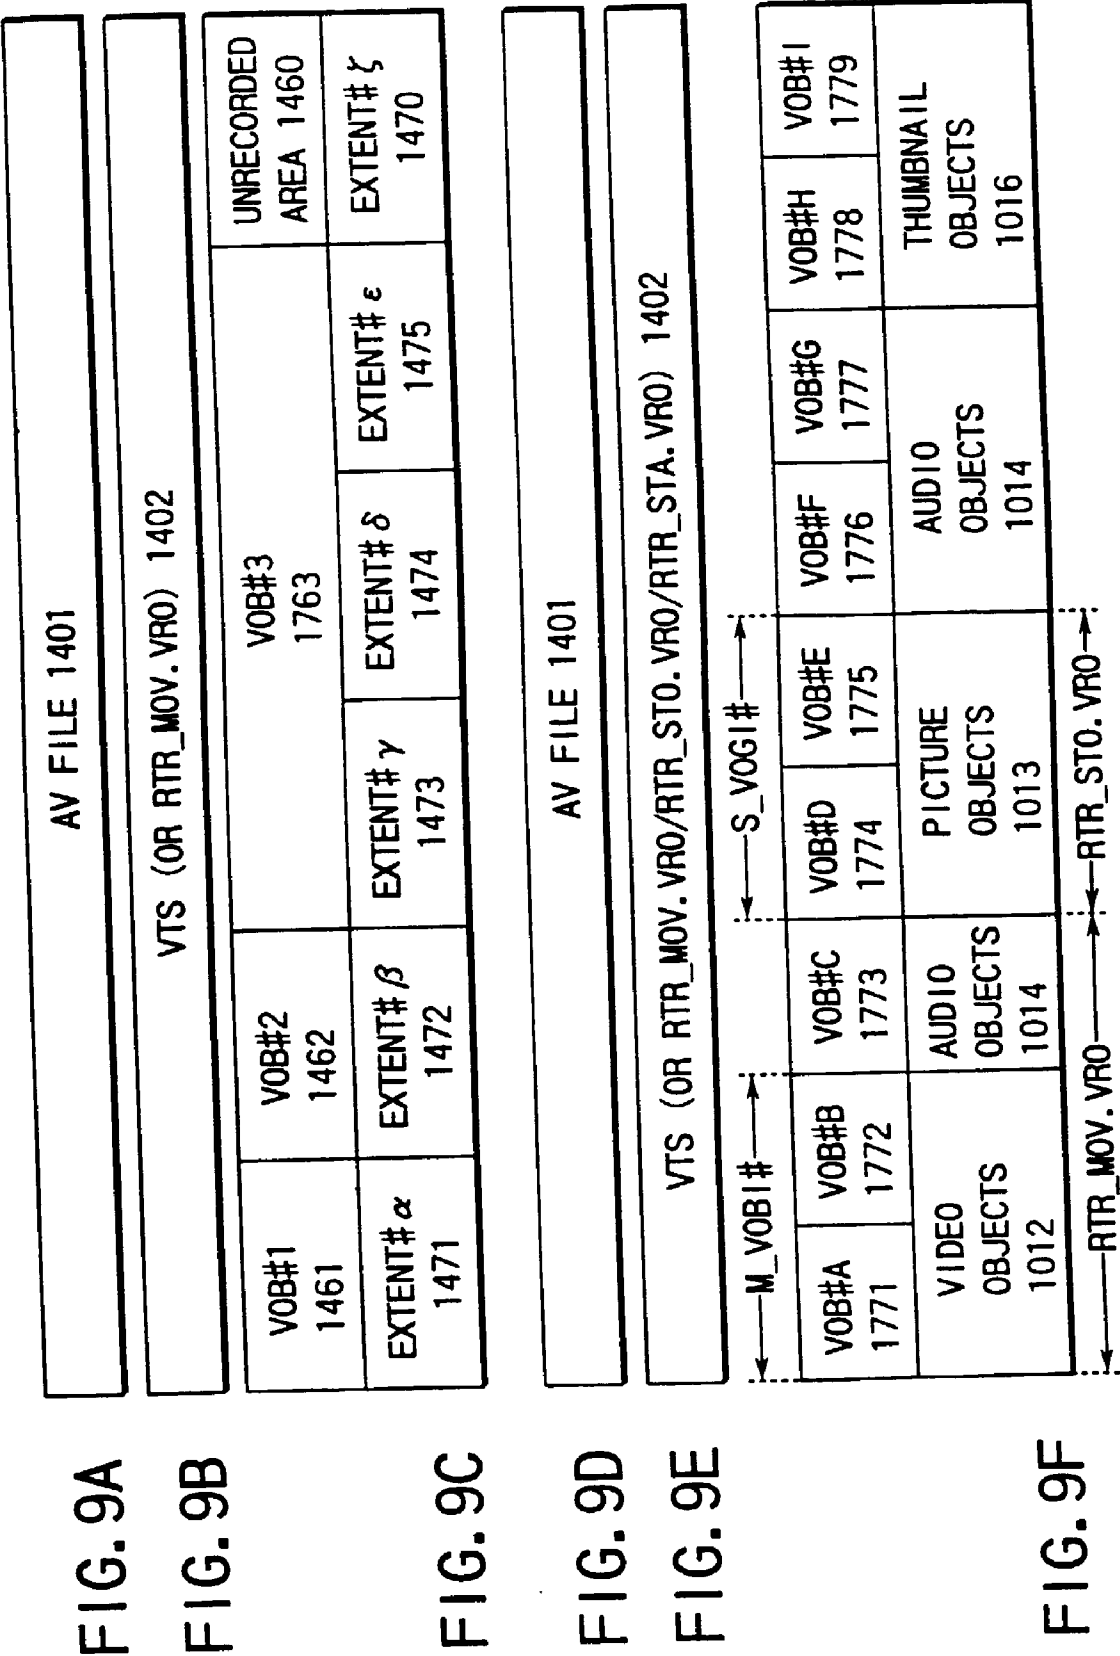 FIG. 9A
AV FILE 1401
FIG. 9B
VTS (OR RTR_MOV. VRO) 1402
FIG. 9C
VOB#1
1461
VOB#2
1462
VOB#3
1763
UNRECORDED
AREA 1460
EXTENT# α
1471
EXTENT# β
1472
EXTENT# γ
1473
EXTENT# δ
1474
EXTENT# ε
1475
EXTENT# ζ
1470
FIG. 9D
AV FILE 1401
FIG. 9E
VTS (OR RTR_MOV. VRO/RTR_STO. VRO/RTR_STA. VRO) 1402
M_VOBI#
S_VOGI#
FIG. 9F
VOB#A
1771
VOB#B
1772
VOB#C
1773
VOB#D
1774
VOB#E
1775
VOB#F
1776
VOB#G
1777
VOB#H
1778
VOB#I
1779
VIDEO
OBJECTS
1012
AUDIO
OBJECTS
1014
PICTURE
OBJECTS
1013
AUDIO
OBJECTS
1014
THUMBNAIL
OBJECTS
1016
RTR_MOV. VRO
RTR_STO. VRO